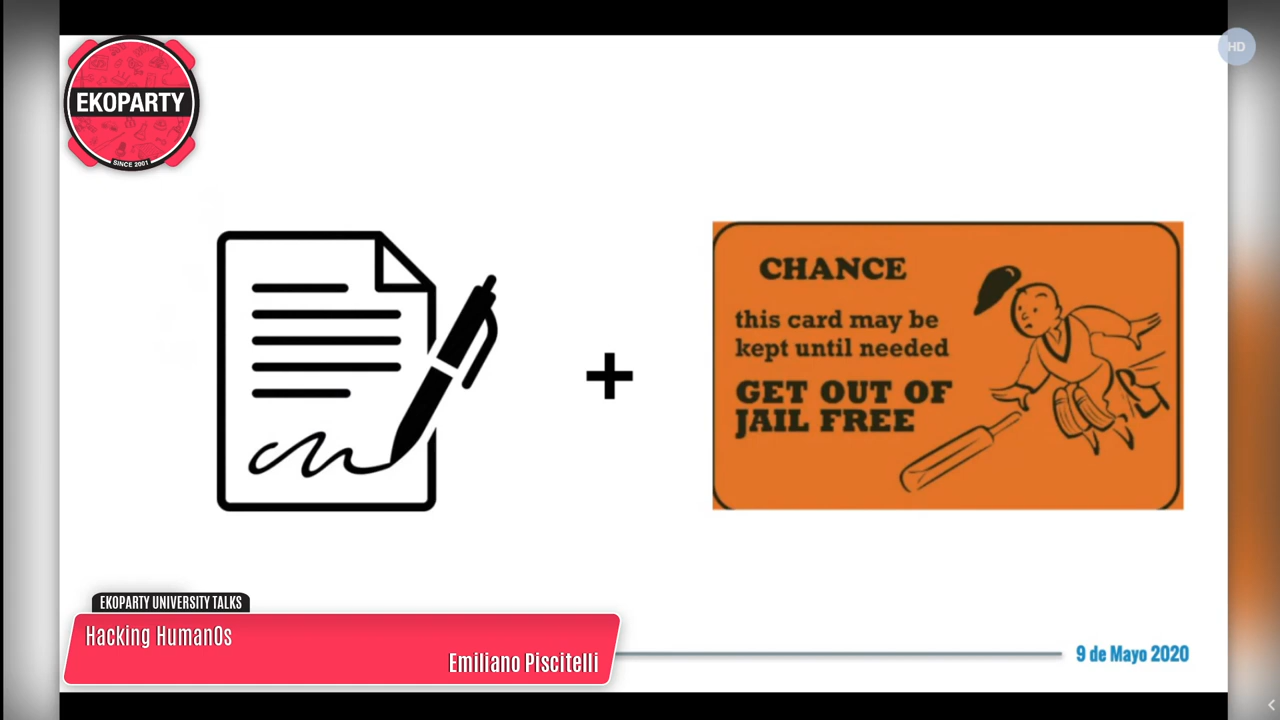 EKOPARTY
SINCE 2001
HD
CHANCE
this card may be
kept until needed
GET OUT OF
JAIL FREE
EKOPARTY UNIVERSITY TALKS
Hacking HumanOs
Emiliano Piscitelli
9 de Mayo 2020